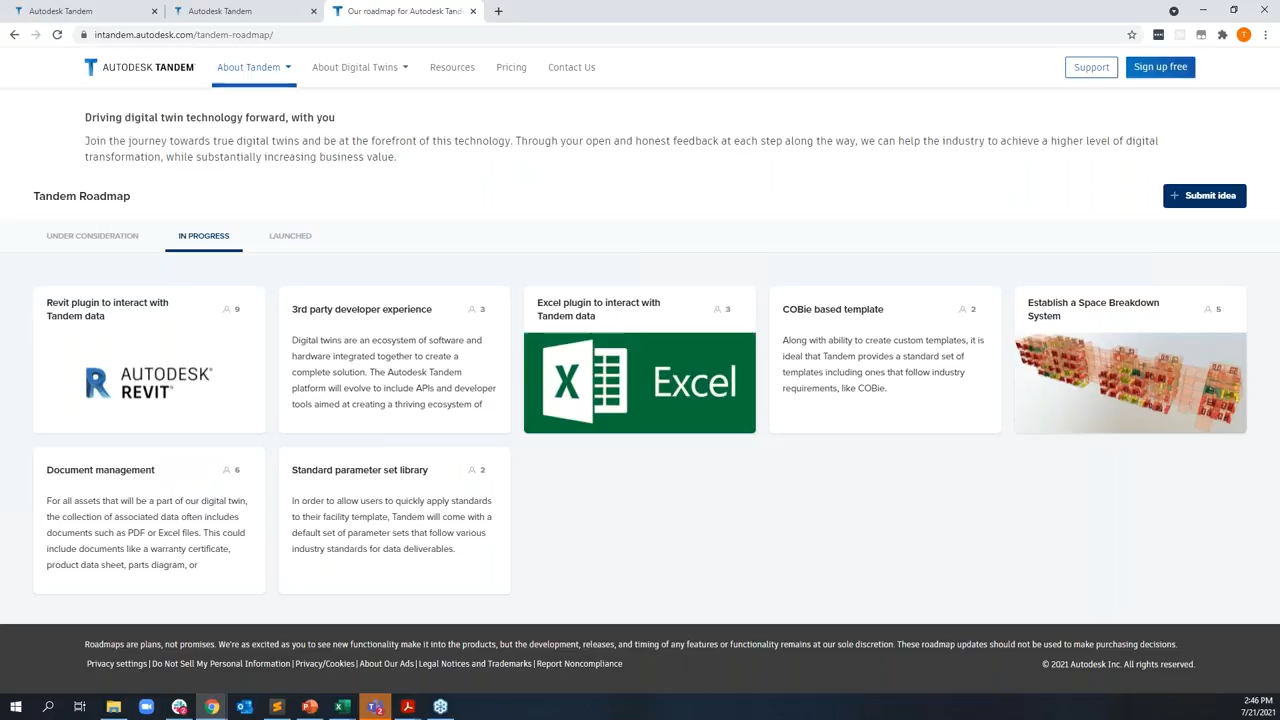 Autodesk Tandem
Autodesk Tandem
Our roadmap for Autodesk Tand
intandem.autodesk.com/tandem-roadmap/
T
AUTODESK TANDEM
About Tandem
About Digital Twins
Resources
Pricing
Contact Us
Support
Sign up free
Driving digital twin technology forward, with you
Join the journey towards true digital twins and be at the forefront of this technology. Through your open and honest feedback at each step along the way, we can help the industry to achieve a higher level of digital
transformation, while substantially increasing business value.
Tandem Roadmap
+ Submit idea
UNDER CONSIDERATION
IN PROGRESS
LAUNCHED
Revit plugin to interact with
Tandem data
9
R AUTODESK
REVIT™
3rd party developer experience
3
Digital twins are an ecosystem of software and
hardware integrated together to create a
complete solution. The Autodesk Tandem
platform will evolve to include APIs and developer
tools aimed at creating a thriving ecosystem of
Excel plugin to interact with
Tandem data
3
X Excel
COBie based template
2
Along with ability to create custom templates, it is
ideal that Tandem provides a standard set of
templates including ones that follow industry
requirements, like COBie.
Establish a Space Breakdown
System
5
Document management
6
For all assets that will be a part of our digital twin,
the collection of associated data often includes
documents such as PDF or Excel files. This could
include documents like a warranty certificate,
product data sheet, parts diagram, or
Standard parameter set library
2
In order to allow users to quickly apply standards
to their facility template, Tandem will come with a
default set of parameter sets that follow various
industry standards for data deliverables.
Roadmaps are plans, not promises. We're as excited as you to see new functionality make it into the products, but the development, releases, and timing of any features or functionality remains at our sole discretion. These roadmap updates should not be used to make purchasing decisions.
Privacy settings | Do Not Sell My Personal Information | Privacy/Cookies | About Our Ads | Legal Notices and Trademarks | Report Noncompliance
© 2021 Autodesk Inc. All rights reserved.
2:46 PM
7/21/2021